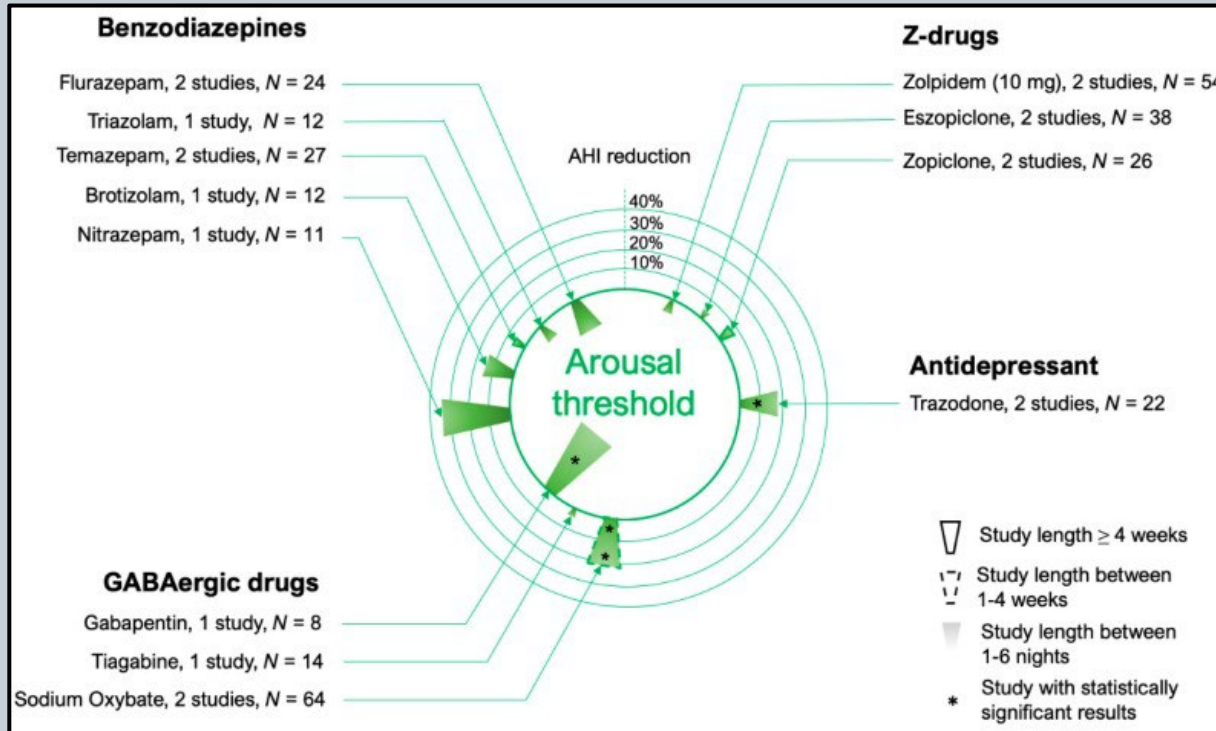 Benzodiazepines
Flurazepam, 2 studies, N = 24
Triazolam, 1 study, N = 12
Temazepam, 2 studies, N = 27
Brotizolam, 1 study, N = 12
Nitrazepam, 1 study, N = 11
Z-drugs
Zolpidem (10 mg), 2 studies, N = 54
Eszopiclone, 2 studies, N = 38
Zopiclone, 2 studies, N = 26
AHI reduction
40%
30%
20%
10%
Arousal
threshold
*
*
*
*
Antidepressant
Trazodone, 2 studies, N = 22
GABAergic drugs
Gabapentin, 1 study, N = 8
Tiagabine, 1 study, N = 14
Sodium Oxybate, 2 studies, N = 64
Study length ≥ 4 weeks
Study length between
1-4 weeks
Study length between
1-6 nights
* Study with statistically
significant results